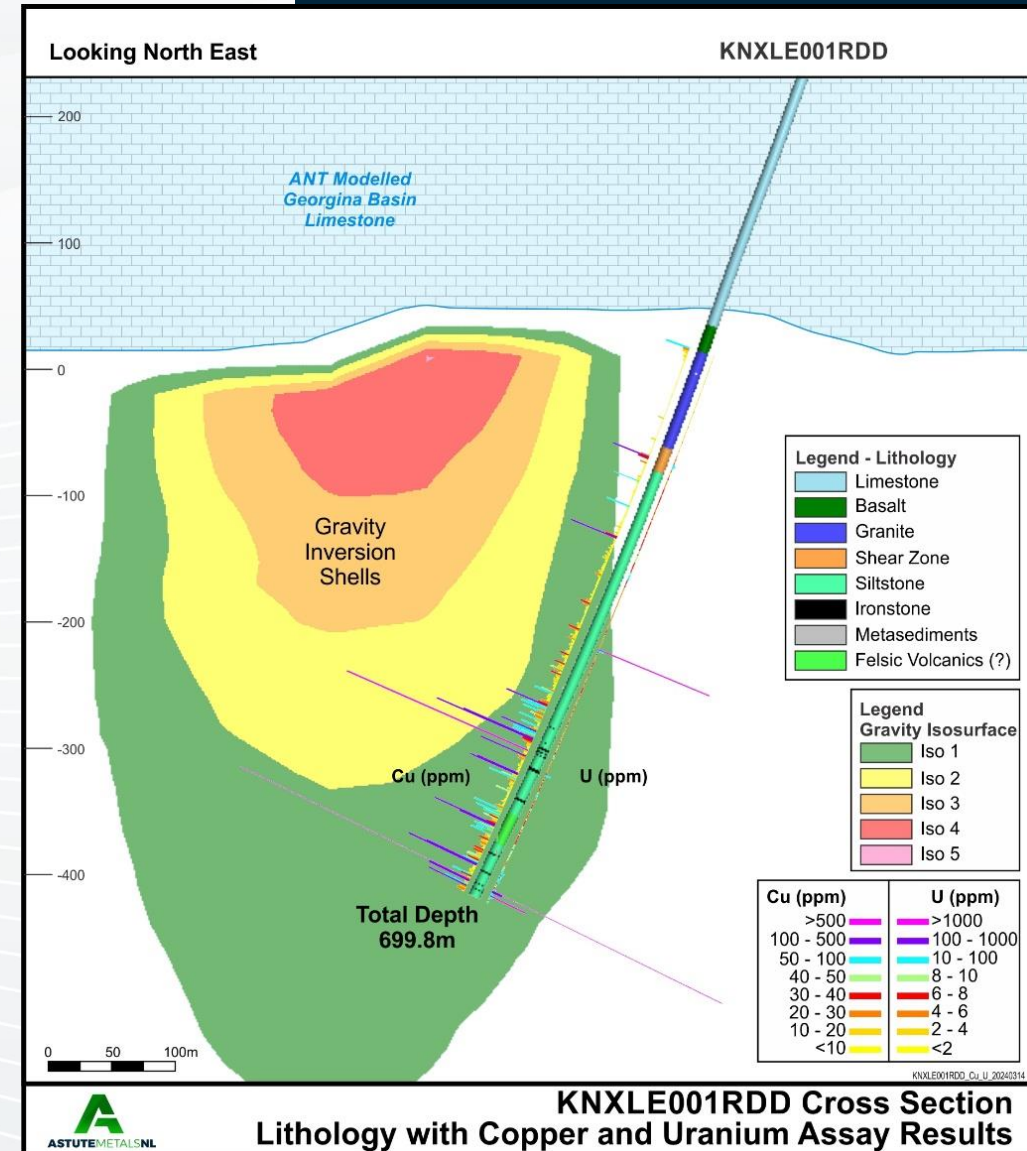 Looking North East
KNXLE001RDD
200
ANT Modelled
Georgina Basin
Limestone
100
0
-100
Gravity
Inversion
Shells
-200
-300
Cu (ppm)
U (ppm)
-400
Total Depth
699.8m
Legend - Lithology
Limestone
Basalt
Granite
Shear Zone
Siltstone
Ironstone
Metasediments
Felsic Volcanics (?)
Legend
Gravity Isosurface
Iso 1
Iso 2
Iso 3
Iso 4
Iso 5
Cu (ppm) U (ppm)
>500 >1000
100 - 500 100 - 1000
50 - 100 10 - 100
40 - 50 8 - 10
30 - 40 6 - 8
20 - 30 4 - 6
10 - 20 2 - 4
<10 <2
0 50 100m
KNXLE001RDD_Cu_U_20240314
ASTUTEMETALSNL
KNXLE001RDD Cross Section
Lithology with Copper and Uranium Assay Results